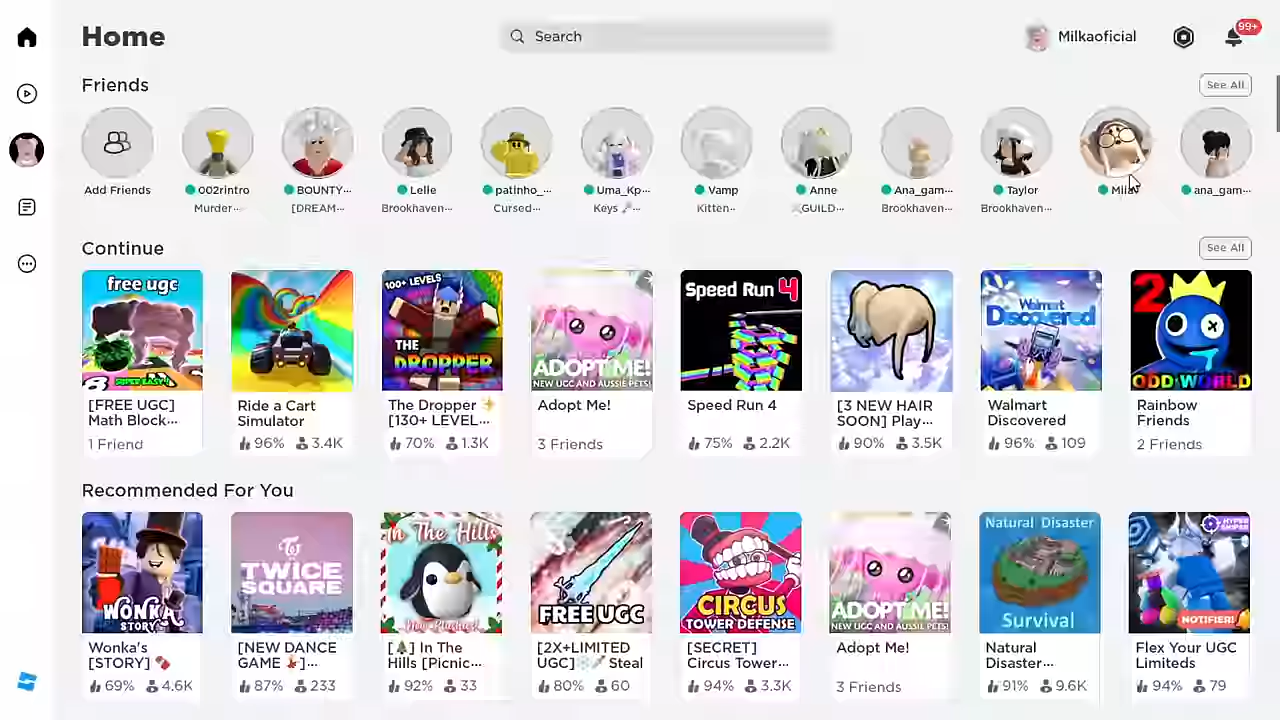 Home
Search
Milkaoficial
99+
Friends
See All
Add Friends
002rintro
BOUNTY...
Lelle
patinho_...
Uma_Kp...
Vamp
Anne
Ana_gam...
Taylor
ana_gam...
Murder...
[DREAM...
Brookhaven...
Cursed...
Keys
Kitten...
GUILD...
Brookhaven...
Brookhaven...
Continue
See All
free ugc
SUPER EASY!
100+ LEVELS
THE
DROPPER
ADOPT ME!
NEW UGC AND AUSSIE PETS!
Speed Run 4
Walmart
Discovered
2
ODD WORLD
[FREE UGC]
Math Block...
1 Friend
Ride a Cart
Simulator
96% 3.4K
The Dropper ✨
[130+ LEVEL...
70% 1.3K
Adopt Me!
3 Friends
Speed Run 4
75% 2.2K
[3 NEW HAIR
SOON] Play...
90% 3.5K
Walmart
Discovered
96% 109
Rainbow
Friends
2 Friends
Recommended For You
WONKA
STORY
TWICE
SQUARE
In The Hills
New Plushies!
FREE UGC
CIRCUS
TOWER DEFENSE
ADOPT ME!
NEW UGC AND AUSSIE PETS!
Natural Disaster
Survival
HYPER
SNIPER
NOTIFIER!
Wonka's
[STORY] 🍫
69% 4.6K
[NEW DANCE
GAME 💃]...
87% 233
[🎄] In The
Hills [Picnic...
92% 33
[2X+LIMITED
UGC]❄️🗡️ Steal
80% 60
[SECRET]
Circus Tower...
94% 3.3K
Adopt Me!
3 Friends
Natural
Disaster...
91% 9.6K
Flex Your UGC
Limiteds
94% 79